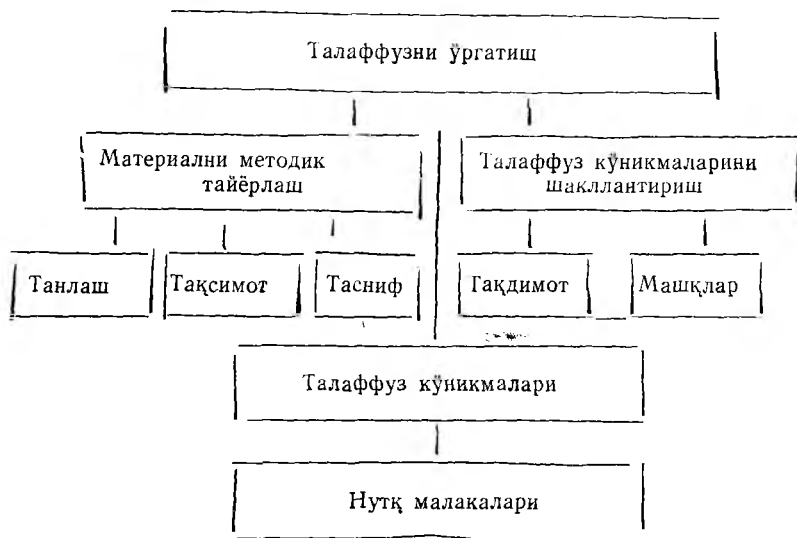 Талаффузни ўргатиш
Материални методик
тайёрлаш
Талаффуз кўникмаларини
шакллантириш
Танлаш
Тақсимот
Тасниф
Тақдимот
Машқлар
Талаффуз кўникмалари
Нутқ малакалари